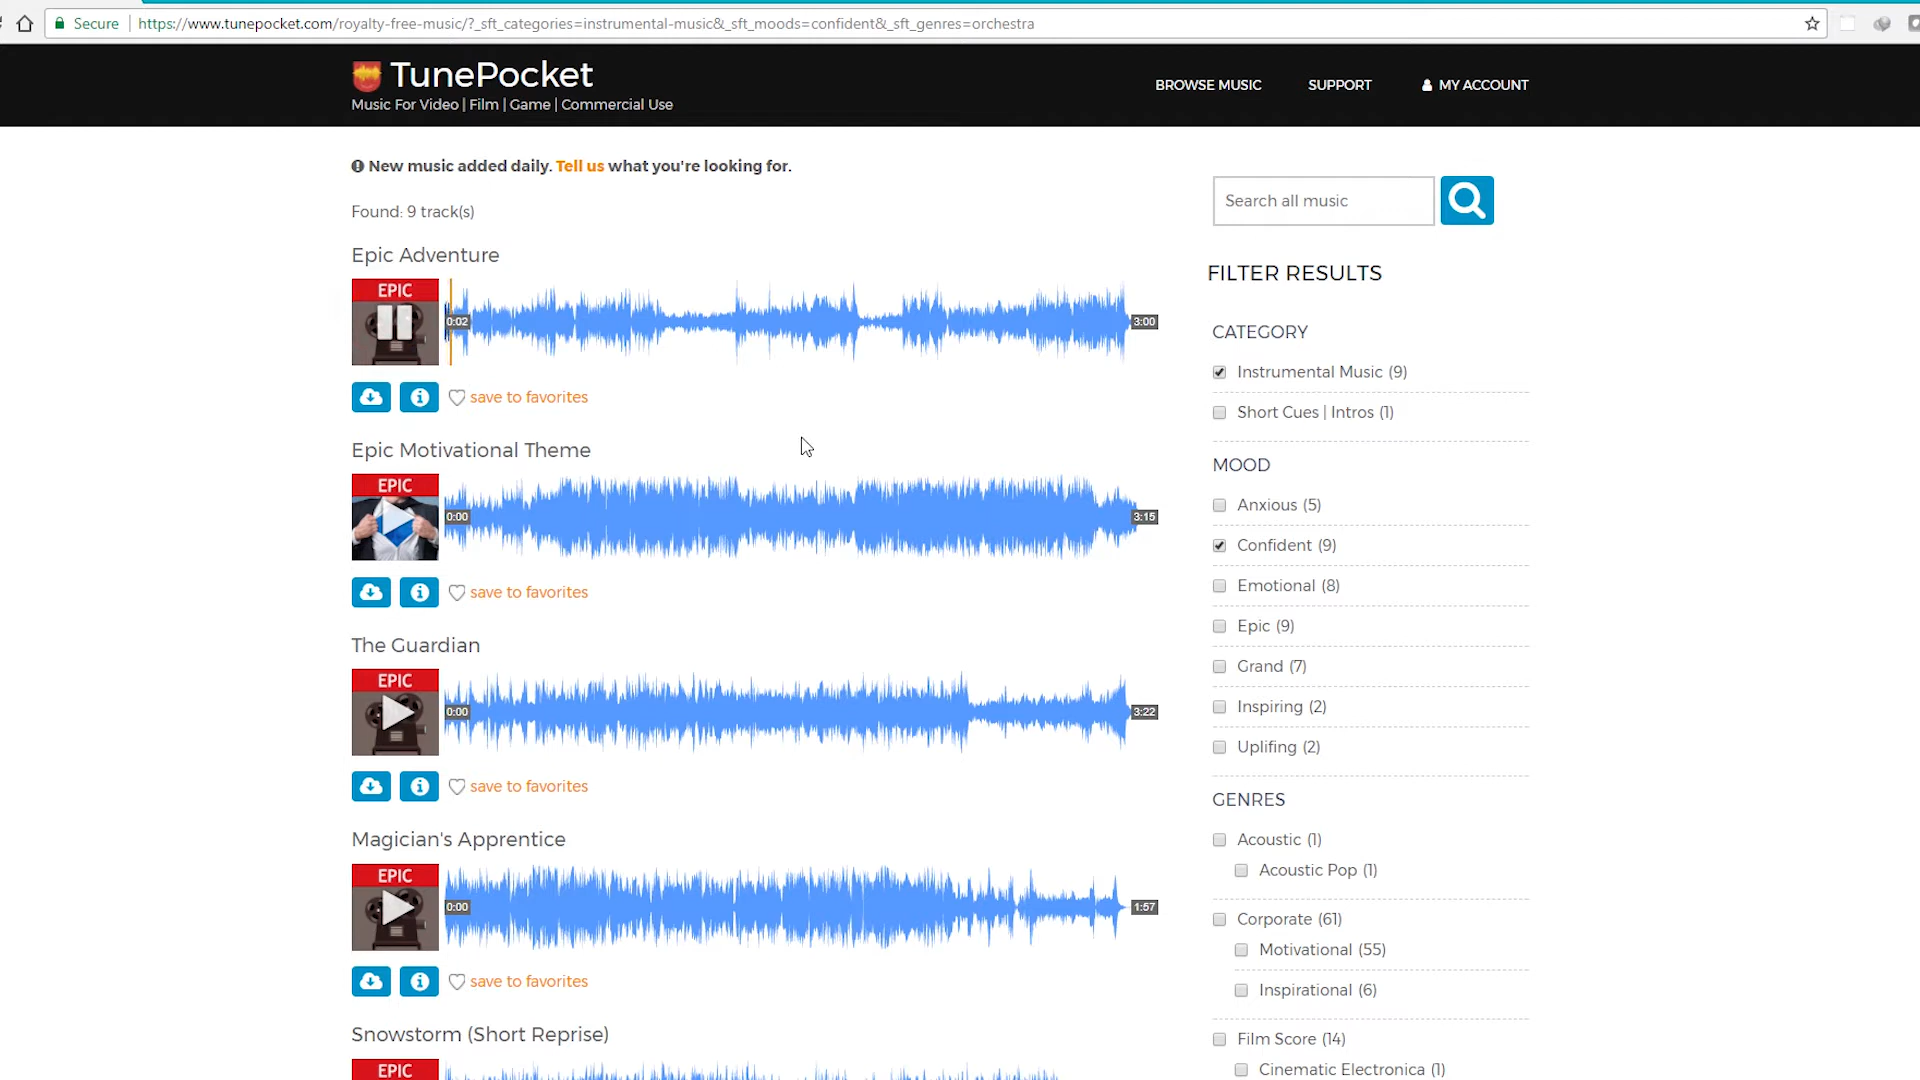 Secure https://www.tunepocket.com/royalty-free-music/?_sft_categories=instrumental-music&_sft_moods=confident&_sft_genres=orchestra
TunePocket
Music For Video | Film | Game | Commercial Use
BROWSE MUSIC SUPPORT MY ACCOUNT
New music added daily. Tell us what you're looking for.
Found: 9 track(s)
Epic Adventure
EPIC
0:02
3:00
save to favorites
Epic Motivational Theme
EPIC
0:00
3:15
save to favorites
The Guardian
EPIC
0:00
3:22
save to favorites
Magician's Apprentice
EPIC
0:00
1:57
save to favorites
Snowstorm (Short Reprise)
EPIC
Search all music
FILTER RESULTS
CATEGORY
Instrumental Music (9)
Short Cues | Intros (1)
MOOD
Anxious (5)
Confident (9)
Emotional (8)
Epic (9)
Grand (7)
Inspiring (2)
Uplifing (2)
GENRES
Acoustic (1)
Acoustic Pop (1)
Corporate (61)
Motivational (55)
Inspirational (6)
Film Score (14)
Cinematic Electronica (1)